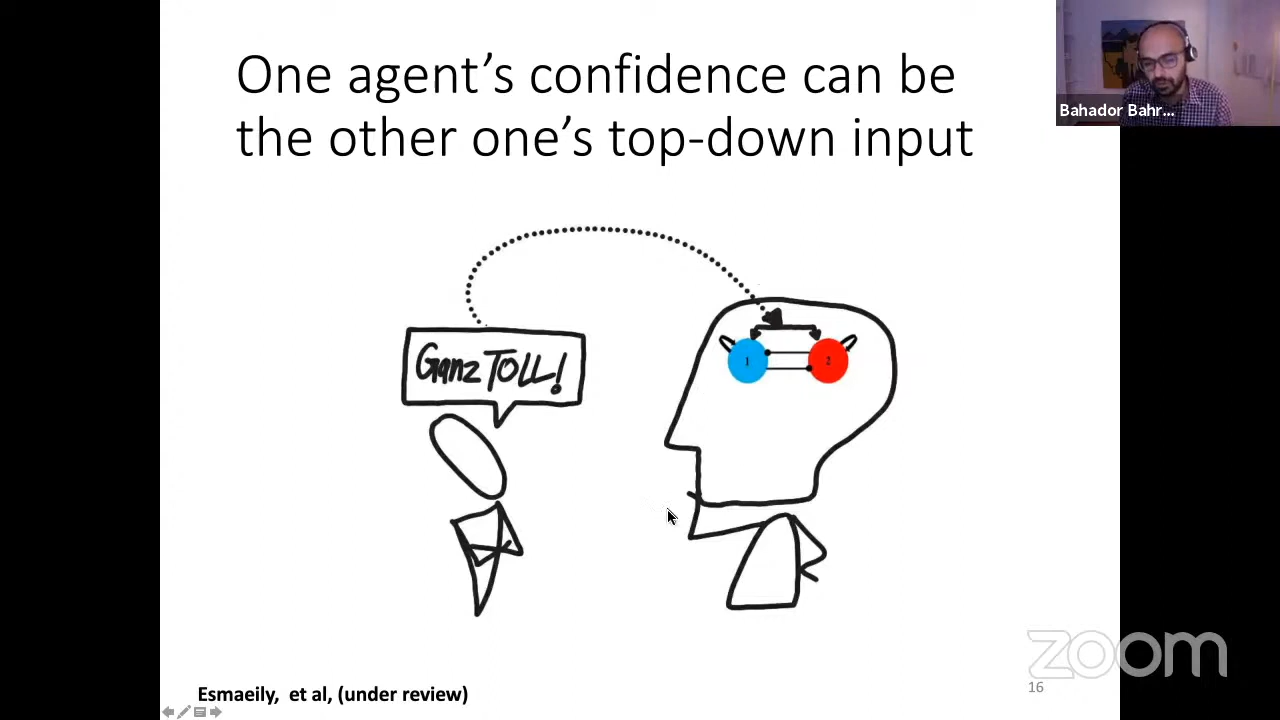 One agent’s confidence can be
the other one’s top-down input
Bahador Bahr...
Ganz TOLL!
1
2
Esmaeily, et al, (under review)
16
zoom